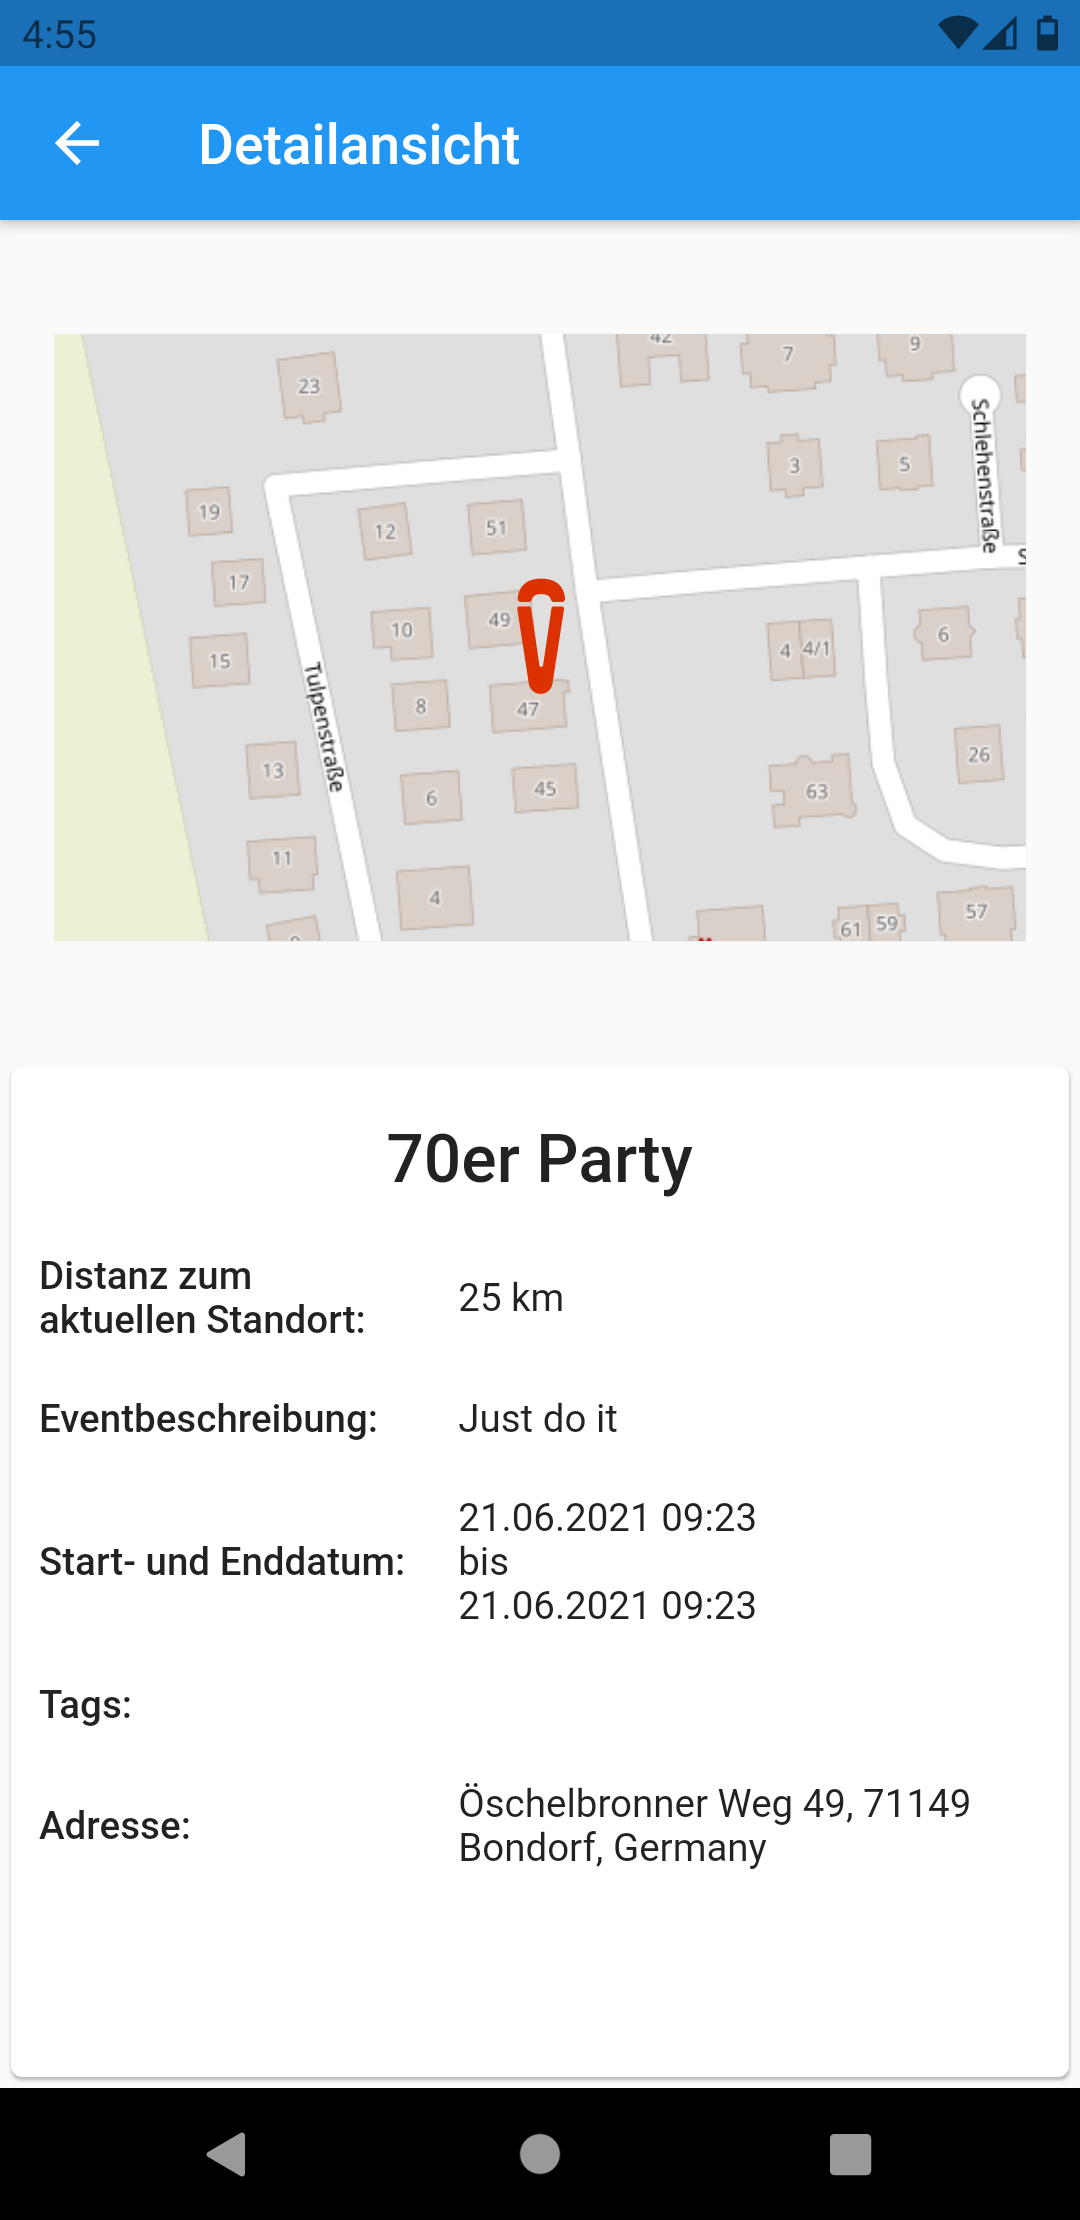 4:55
Detailansicht
42
7
9
23
Schlehenstraße
3
5
19
12
51
17
10
49
6
15
4
4/1
Tulpenstraße
8
47
13
26
6
45
63
11
4
57
61
59
70er Party
Distanz zum
aktuellen Standort:
25 km
Eventbeschreibung:
Just do it
Start- und Enddatum:
21.06.2021 09:23
bis
21.06.2021 09:23
Tags:
Adresse:
Öschelbronner Weg 49, 71149
Bondorf, Germany